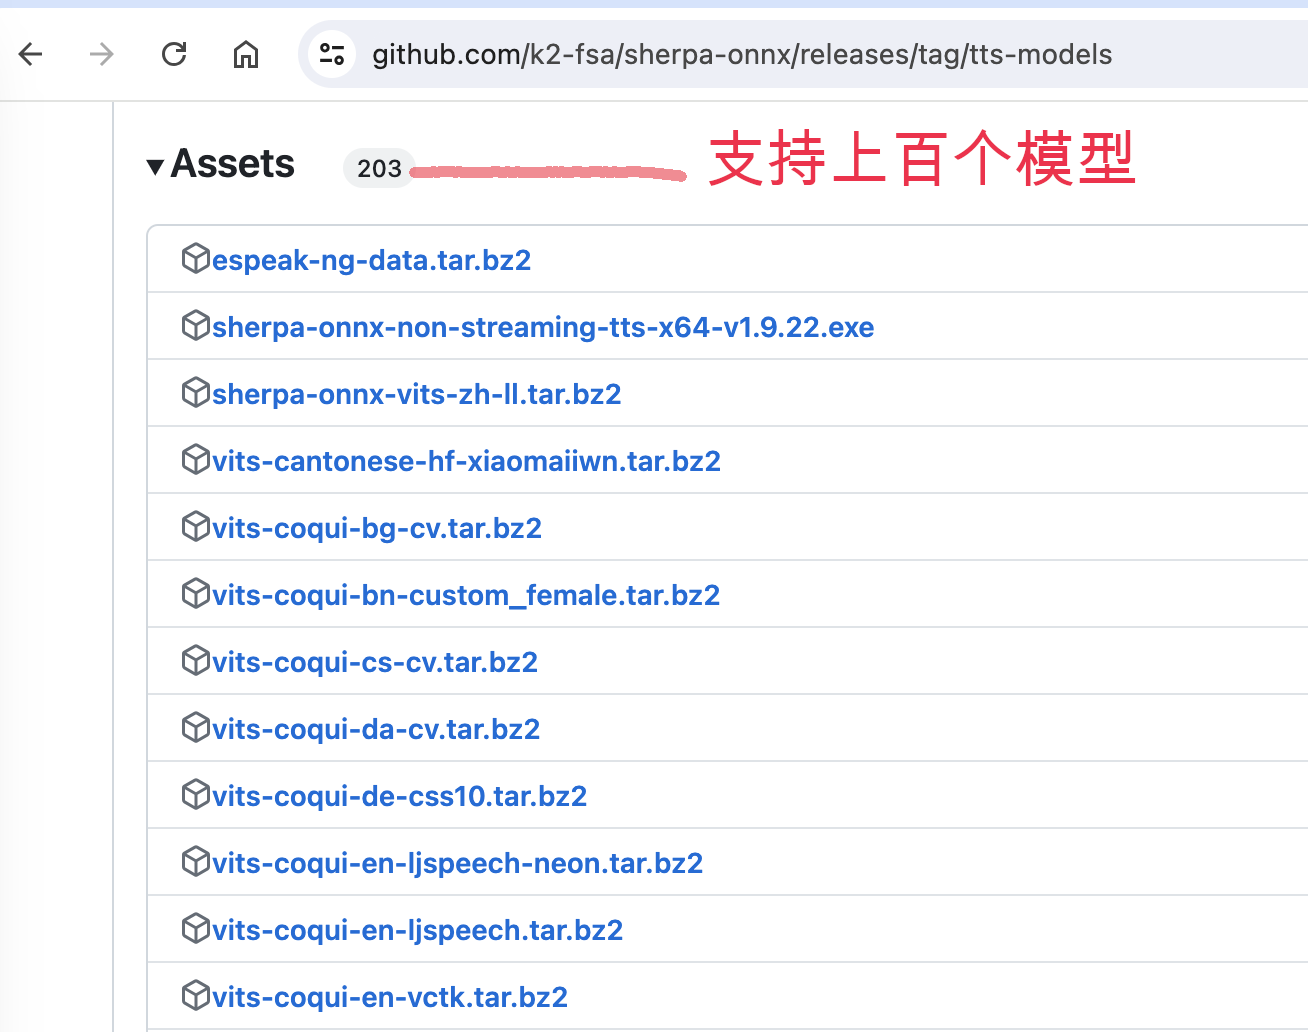 github.com/k2-fsa/sherpa-onnx/releases/tag/tts-models
Assets 203 支持上百个模型
espeak-ng-data.tar.bz2
sherpa-onnx-non-streaming-tts-x64-v1.9.22.exe
sherpa-onnx-vits-zh-ll.tar.bz2
vits-cantonese-hf-xiaomaiiwn.tar.bz2
vits-coqui-bg-cv.tar.bz2
vits-coqui-bn-custom_female.tar.bz2
vits-coqui-cs-cv.tar.bz2
vits-coqui-da-cv.tar.bz2
vits-coqui-de-css10.tar.bz2
vits-coqui-en-ljspeech-neon.tar.bz2
vits-coqui-en-ljspeech.tar.bz2
vits-coqui-en-vctk.tar.bz2